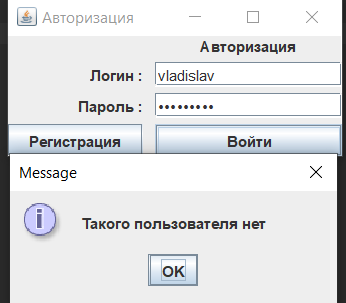 Авторизация
Авторизация
Логин :
vladislav
Пароль :
•••••••••
Регистрация
Войти
Message
Такого пользователя нет
OK